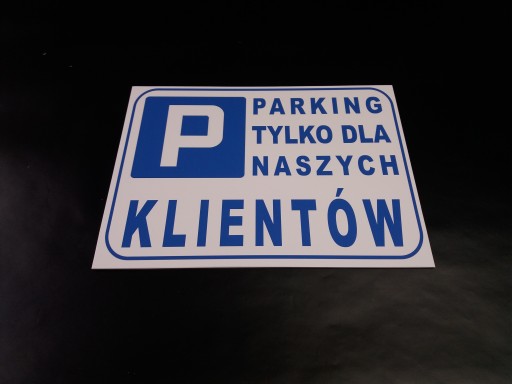 P
PARKING
TYLKO DLA
NASZYCH
KLIENTÓW